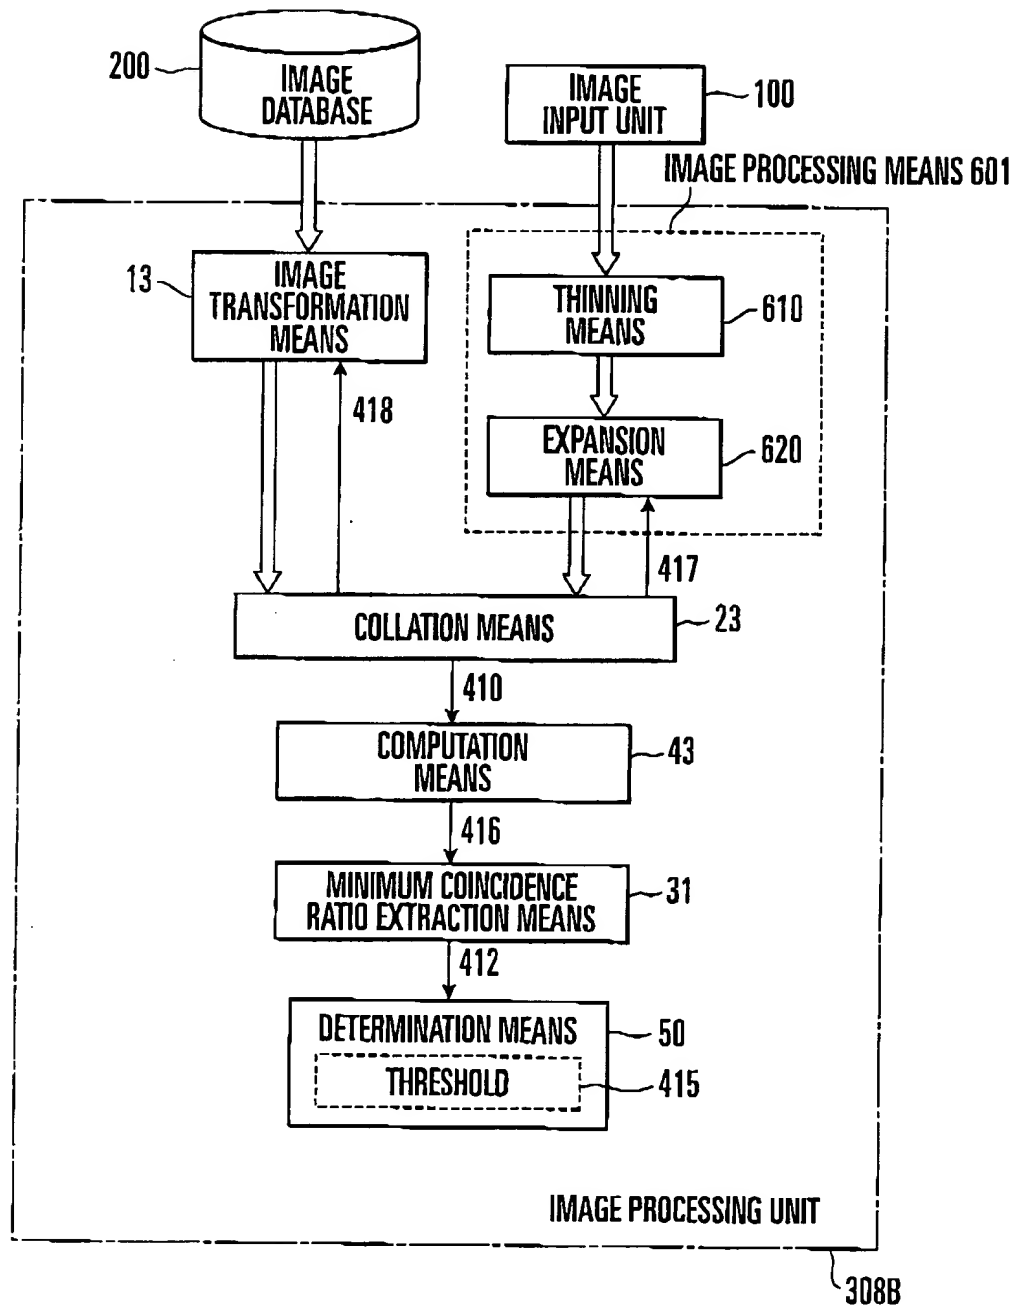 200
IMAGE
DATABASE
IMAGE
INPUT UNIT
100
IMAGE PROCESSING MEANS 601
13
IMAGE
TRANSFORMATION
MEANS
THINNING
MEANS
610
418
EXPANSION
MEANS
620
417
COLLATION MEANS
23
410
COMPUTATION
MEANS
43
416
MINIMUM COINCIDENCE
RATIO EXTRACTION MEANS
31
412
DETERMINATION MEANS
50
THRESHOLD
415
IMAGE PROCESSING UNIT
308B